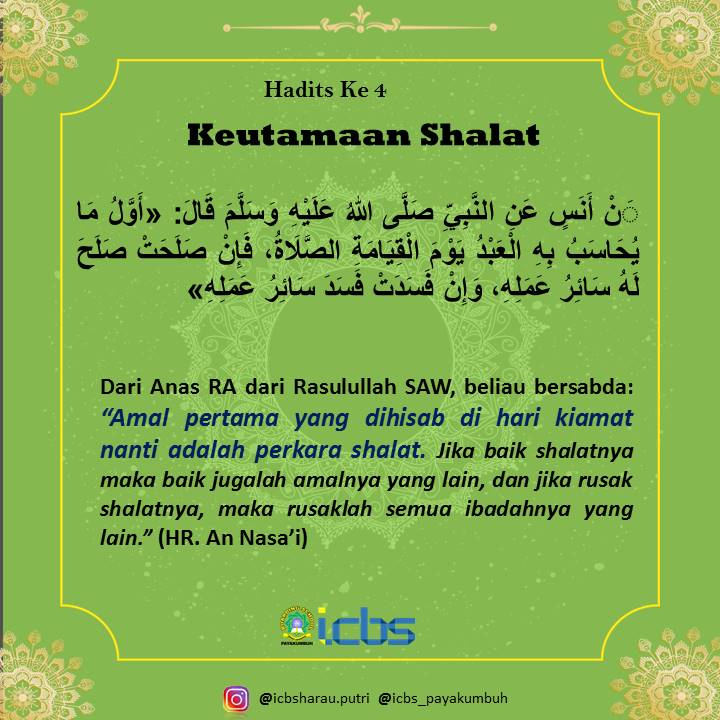 Hadits Ke 4
Keutamaan Shalat
َنْ أَنَسٍ عَنِ النَّبِيِّ صَلَّى اللهُ عَلَيْهِ وَسَلَّمَ قَالَ: «أَوَّلُ مَا
يُحَاسَبُ بِهِ الْعَبْدُ يَوْمَ الْقِيَامَةِ الصَّلَاةُ، فَإِنْ صَلَحَتْ صَلَحَ
لَهُ سَائِرُ عَمَلِهِ، وَإِنْ فَسَدَتْ فَسَدَ سَائِرُ عَمَلِهِ»
Dari Anas RA dari Rasulullah SAW, beliau bersabda:
“Amal pertama yang dihisab di hari kiamat
nanti adalah perkara shalat. Jika baik shalatnya
maka baik jugalah amalnya yang lain, dan jika rusak
shalatnya, maka rusaklah semua ibadahnya yang
lain.” (HR. An Nasa’i)
PAYAKUMBUH
icbs
@icbsharau.putri @icbs_payakumbuh